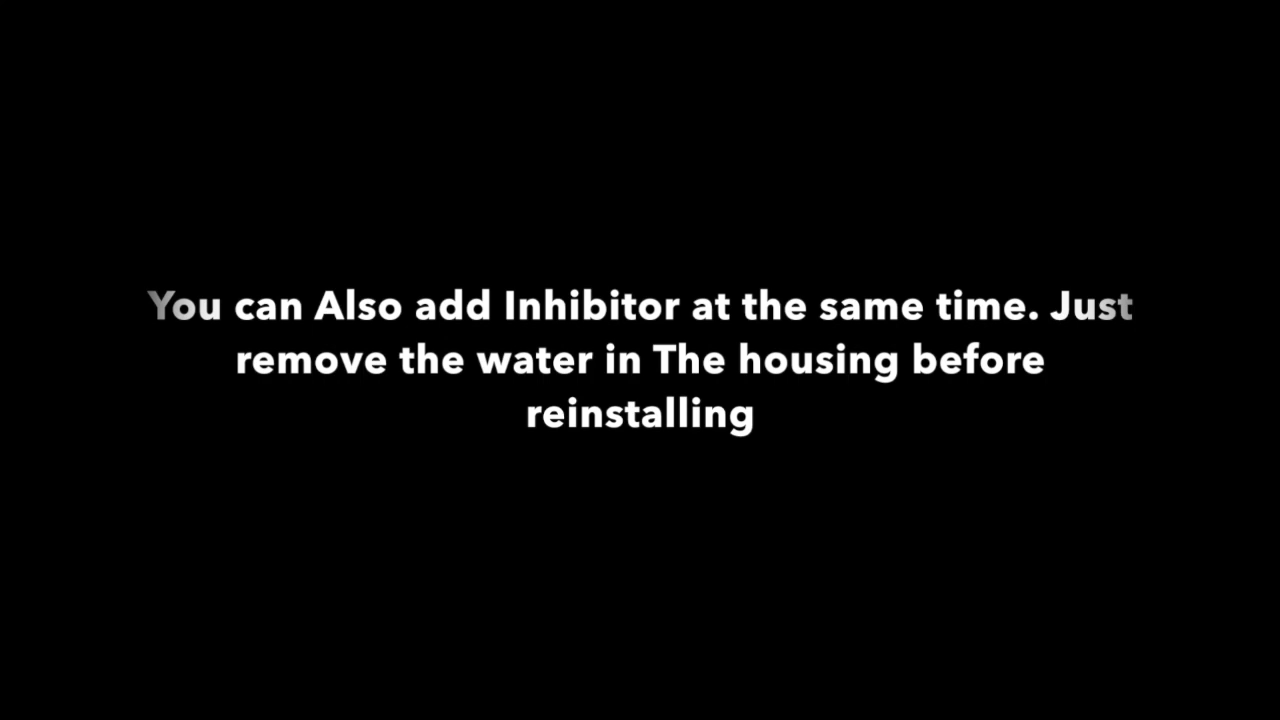 You can Also add Inhibitor at the same time. Just
remove the water in The housing before
reinstalling